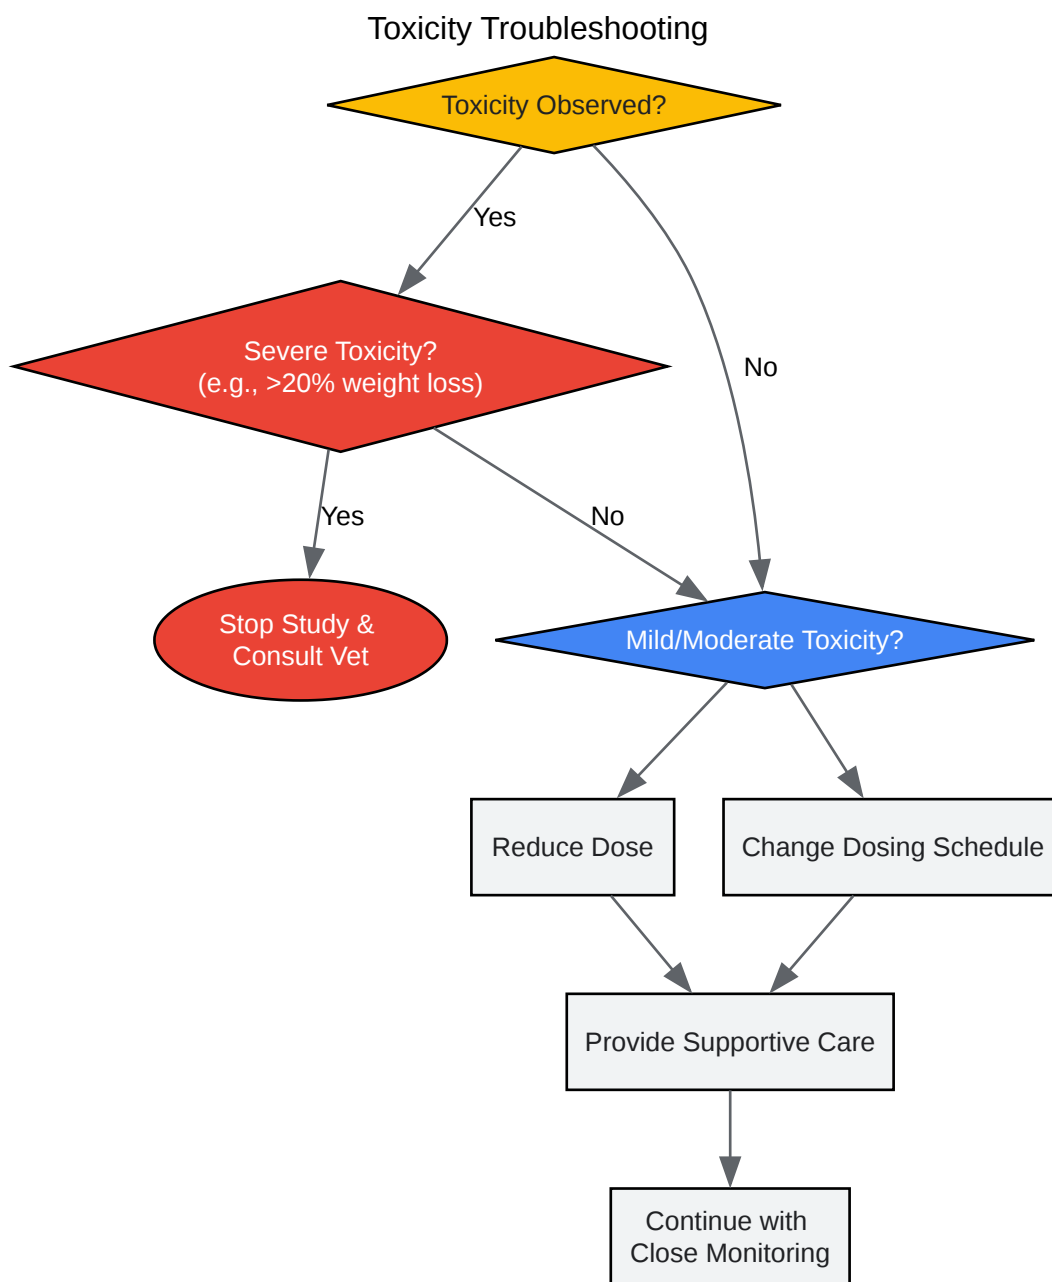 Toxicity Troubleshooting
Toxicity Observed?
Yes
Severe Toxicity?
(e.g., >20% weight loss)
No
Yes
No
Stop Study &
Consult Vet
Mild/Moderate Toxicity?
Reduce Dose
Change Dosing Schedule
Provide Supportive Care
Continue with
Close Monitoring